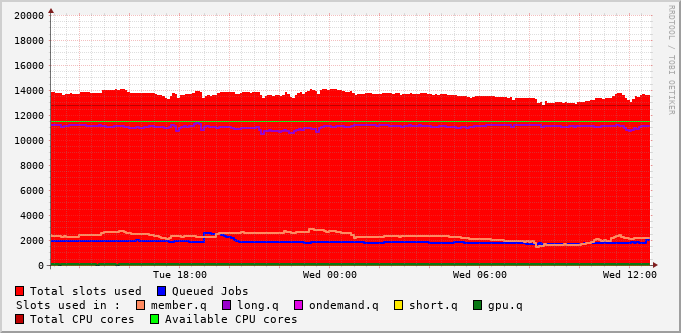 20000
18000
16000
14000
12000
10000
8000
6000
4000
2000
0
Tue 18:00 Wed 00:00 Wed 06:00 Wed 12:00
RRDTOOL / TOBI OETIKER
Total slots used Queued Jobs
Slots used in : member.q long.q ondemand.q short.q gpu.q
Total CPU cores Available CPU cores